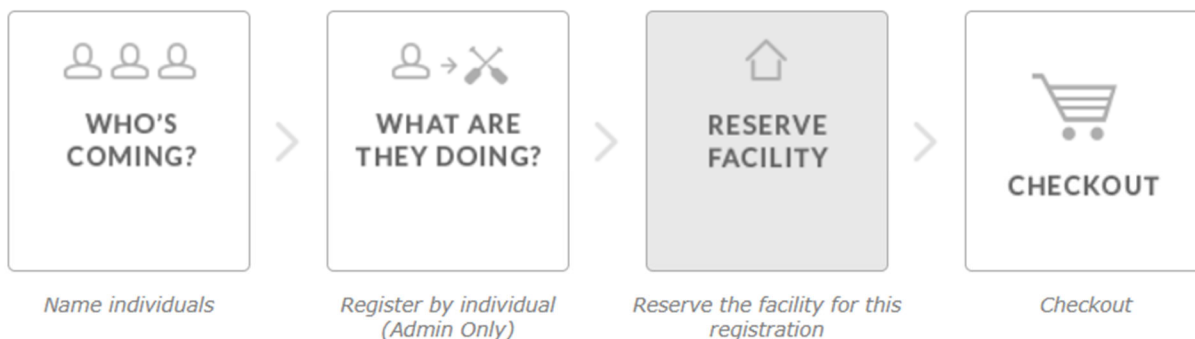 WHO'S
COMING?
WHAT ARE
THEY DOING?
RESERVE
FACILITY
CHECKOUT
Name individuals
Register by individual
(Admin Only)
Reserve the facility for this
registration
Checkout